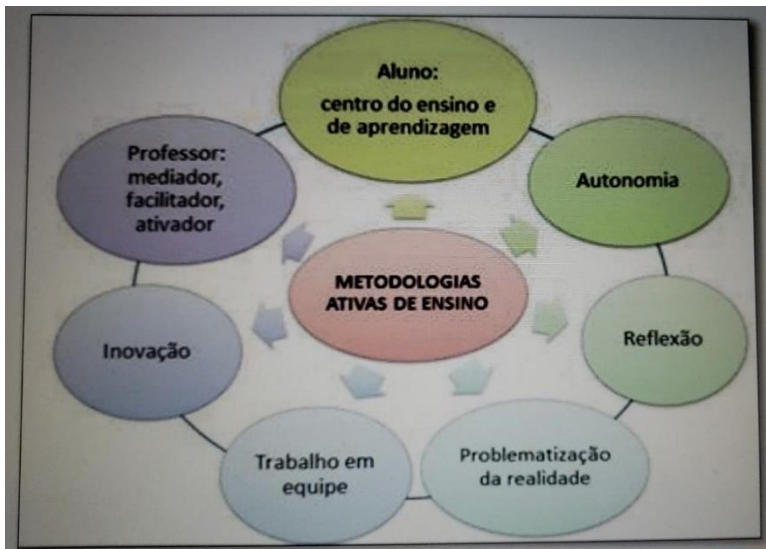 Aluno:
centro do ensino e
de aprendizagem
Autonomia
Reflexão
Problematização
da realidade
Trabalho em
equipe
Inovação
Professor:
mediador,
facilitador,
ativador
METODOLOGIAS
ATIVAS DE ENSINO